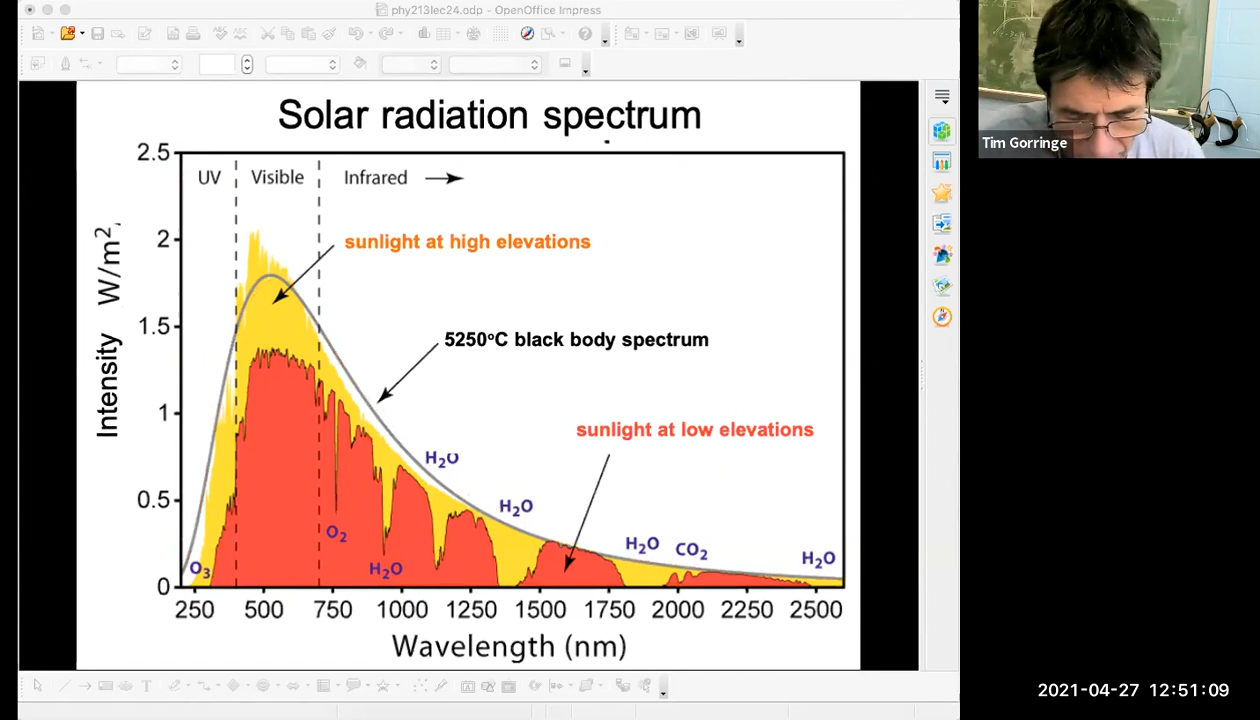 phy213lec24.odp - OpenOffice Impress
Tim Gorringe
Solar radiation spectrum
UV
Visible
Infrared
sunlight at high elevations
5250°C black body spectrum
sunlight at low elevations
Intensity W/m²
2.5
2
1.5
1
0.5
0
O₃
O₂
H₂O
H₂O
H₂O
H₂O
CO₂
H₂O
250 500 750 1000 1250 1500 1750 2000 2250 2500
Wavelength (nm)
2021-04-27 12:51:09